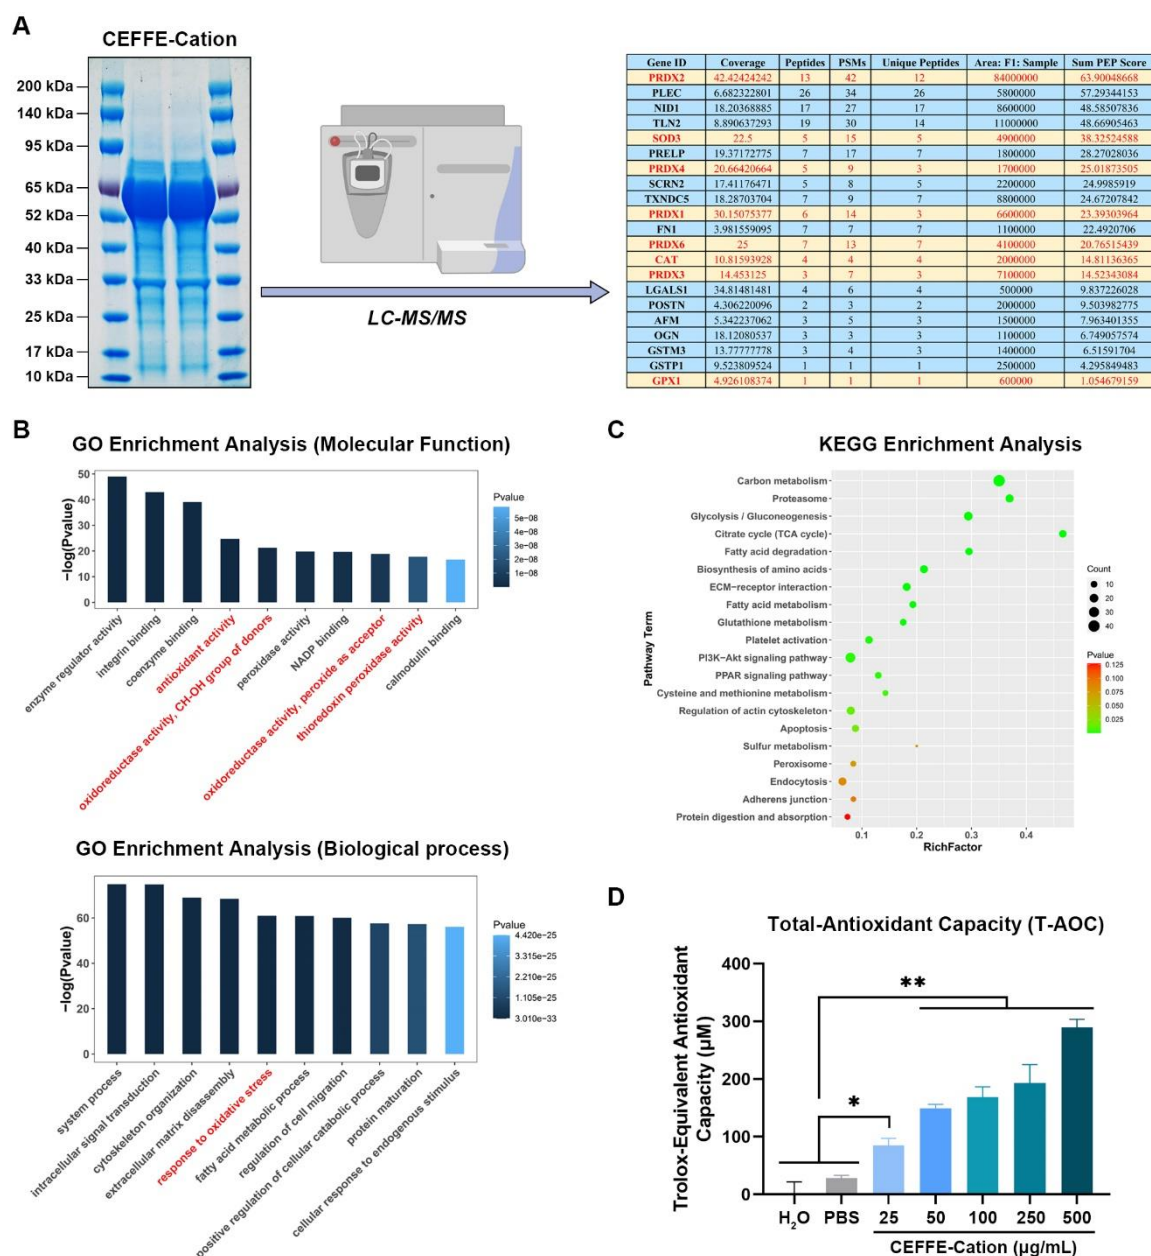 A
CEFFE-Cation
200 kDa
140 kDa
95 kDa
65 kDa
52 kDa
40 kDa
33 kDa
25 kDa
17 kDa
10 kDa
LC-MS/MS
Gene ID Coverage Peptides PSMs Unique Peptides Area: F1: Sample Sum PEP Score
PRDX2 42.42424242 13 42 12 84000000 63.90048668
PLEC 6.682322801 26 34 26 5800000 57.29344153
NID1 18.20368885 17 27 17 8600000 48.58507836
TLN2 8.890637293 19 30 14 11000000 48.66905463
SOD3 22.5 5 15 5 4900000 38.32524588
PRELP 19.37172775 7 17 7 1800000 28.27028036
PRDX4 20.66420664 5 9 3 1700000 25.01873505
SCRN2 17.41176471 5 8 5 2200000 24.9985919
TXNDC5 18.28703704 7 9 7 8800000 24.67207842
PRDX1 30.15075377 6 14 3 6600000 23.39303964
FN1 3.981559095 7 7 7 1100000 22.4920706
PRDX6 25 7 13 7 4100000 20.76515439
CAT 10.81593928 4 4 4 2000000 14.81136365
PRDX3 14.453125 3 7 3 7100000 14.52343084
LGALS1 34.81481481 4 6 4 500000 9.837226028
POSTN 4.306220096 2 3 2 2000000 9.503982775
AFM 5.342237062 3 5 3 1500000 7.963401355
OGN 18.12080537 3 3 3 1100000 6.749057574
GSTM3 13.77777778 3 4 3 1400000 6.51591704
GSTP1 9.523809524 1 1 1 2500000 4.295849483
GPX1 4.926108374 1 1 1 600000 1.054679159
B
GO Enrichment Analysis (Molecular Function)
−log(Pvalue)
50
40
30
20
10
0
enzyme regulator activity
integrin binding
coenzyme binding
antioxidant activity
oxidoreductase activity, CH-OH group of donors
peroxidase activity
NADP binding
oxidoreductase activity, peroxide as acceptor
thioredoxin peroxidase activity
calmodulin binding
Pvalue
5e-08
4e-08
3e-08
2e-08
1e-08
GO Enrichment Analysis (Biological process)
−log(Pvalue)
60
40
20
0
system process
intracellular signal transduction
cytoskeleton organization
extracellular matrix disassembly
response to oxidative stress
fatty acid metabolic process
regulation of cell migration
positive regulation of cellular catabolic process
protein maturation
cellular response to endogenous stimulus
Pvalue
4.420e-25
3.315e-25
2.210e-25
1.105e-25
3.010e-33
C
KEGG Enrichment Analysis
Pathway Term
Carbon metabolism
Proteasome
Glycolysis / Gluconeogenesis
Citrate cycle (TCA cycle)
Fatty acid degradation
Biosynthesis of amino acids
ECM−receptor interaction
Fatty acid metabolism
Glutathione metabolism
Platelet activation
PI3K−Akt signaling pathway
PPAR signaling pathway
Cysteine and methionine metabolism
Regulation of actin cytoskeleton
Apoptosis
Sulfur metabolism
Peroxisome
Endocytosis
Adherens junction
Protein digestion and absorption
0.1 0.2 0.3 0.4
RichFactor
Count
10
20
30
40
Pvalue
0.125
0.100
0.075
0.050
0.025
D
Total-Antioxidant Capacity (T-AOC)
Trolox-Equivalent Antioxidant
Capacity (μM)
400
300
200
100
0
**
*
H2O PBS 25 50 100 250 500
CEFFE-Cation (μg/mL)